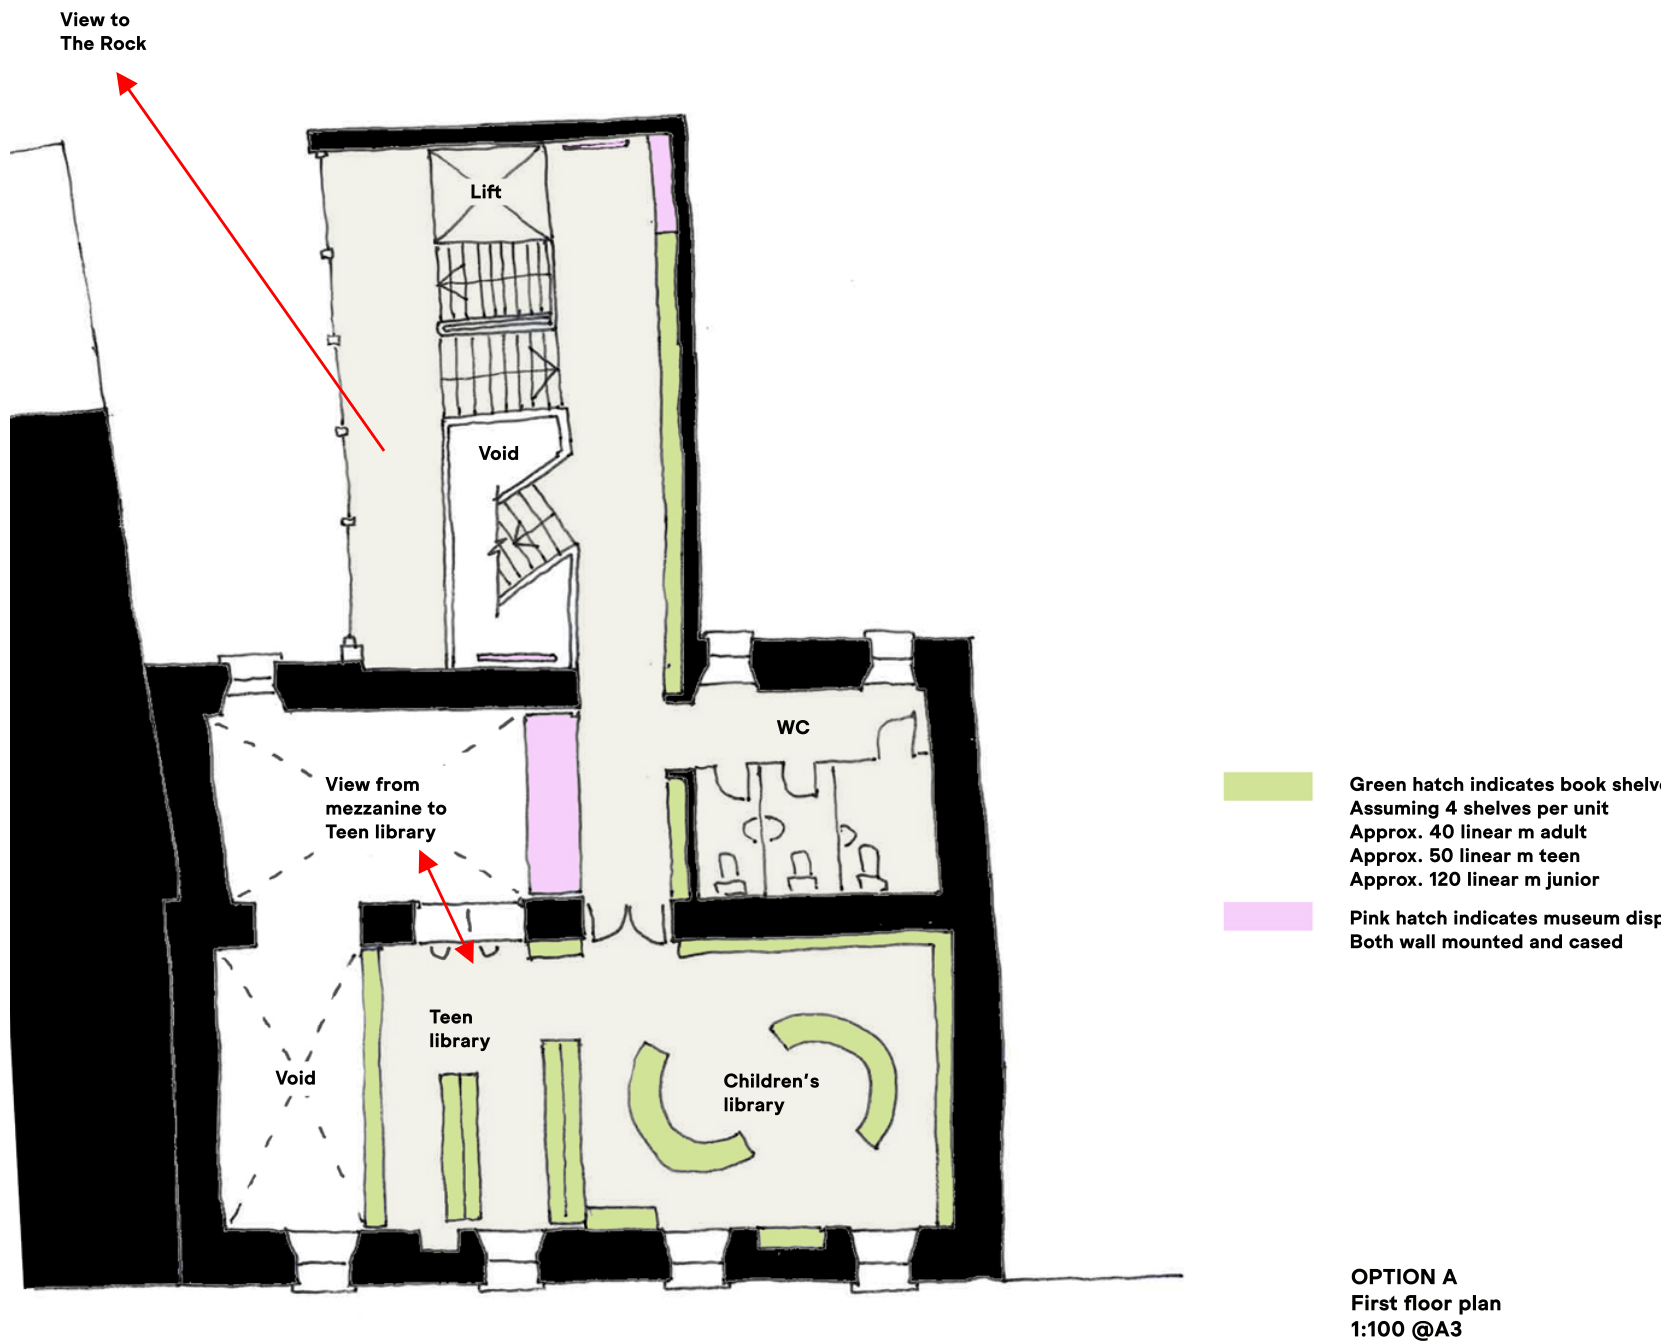 View to
The Rock
Lift
Void
WC
View from
mezzanine to
Teen library
Teen
library
Void
Children's
library
Green hatch indicates book shelv
Assuming 4 shelves per unit
Approx. 40 linear m adult
Approx. 50 linear m teen
Approx. 120 linear m junior
Pink hatch indicates museum disp
Both wall mounted and cased
OPTION A
First floor plan
1:100 @A3